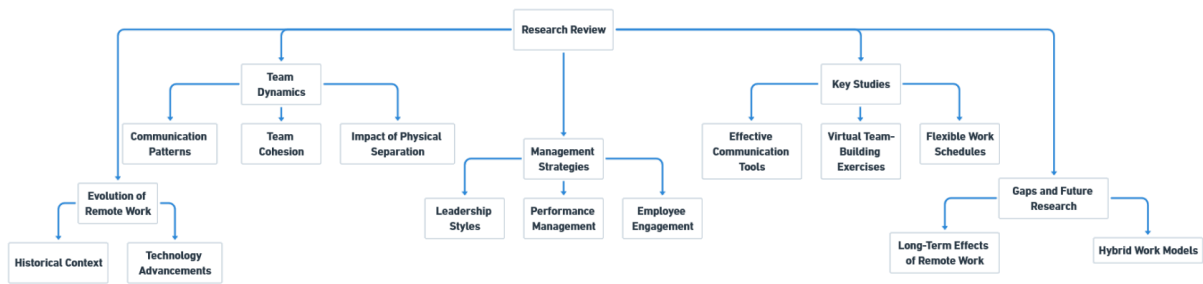 Research Review
Team
Dynamics
Key Studies
Communication
Patterns
Team
Cohesion
Impact of Physical
Separation
Effective
Communication
Tools
Virtual Team-
Building
Exercises
Flexible Work
Schedules
Management
Strategies
Evolution of
Remote Work
Gaps and Future
Research
Leadership
Styles
Performance
Management
Employee
Engagement
Historical Context
Technology
Advancements
Long-Term Effects
of Remote Work
Hybrid Work Models